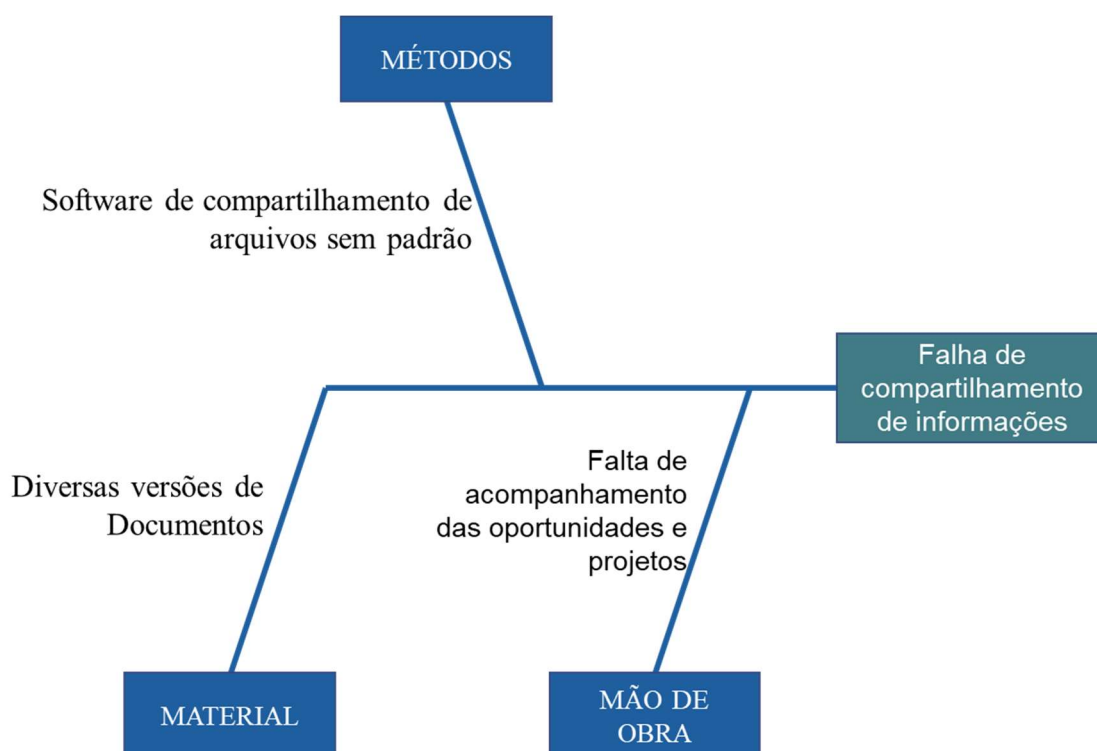 MÉTODOS
Software de compartilhamento de
arquivos sem padrão
Falha de
compartilhamento
de informações
Diversas versões de
Documentos
Falta de
acompanhamento
das oportunidades e
projetos
MATERIAL
MÃO DE
OBRA